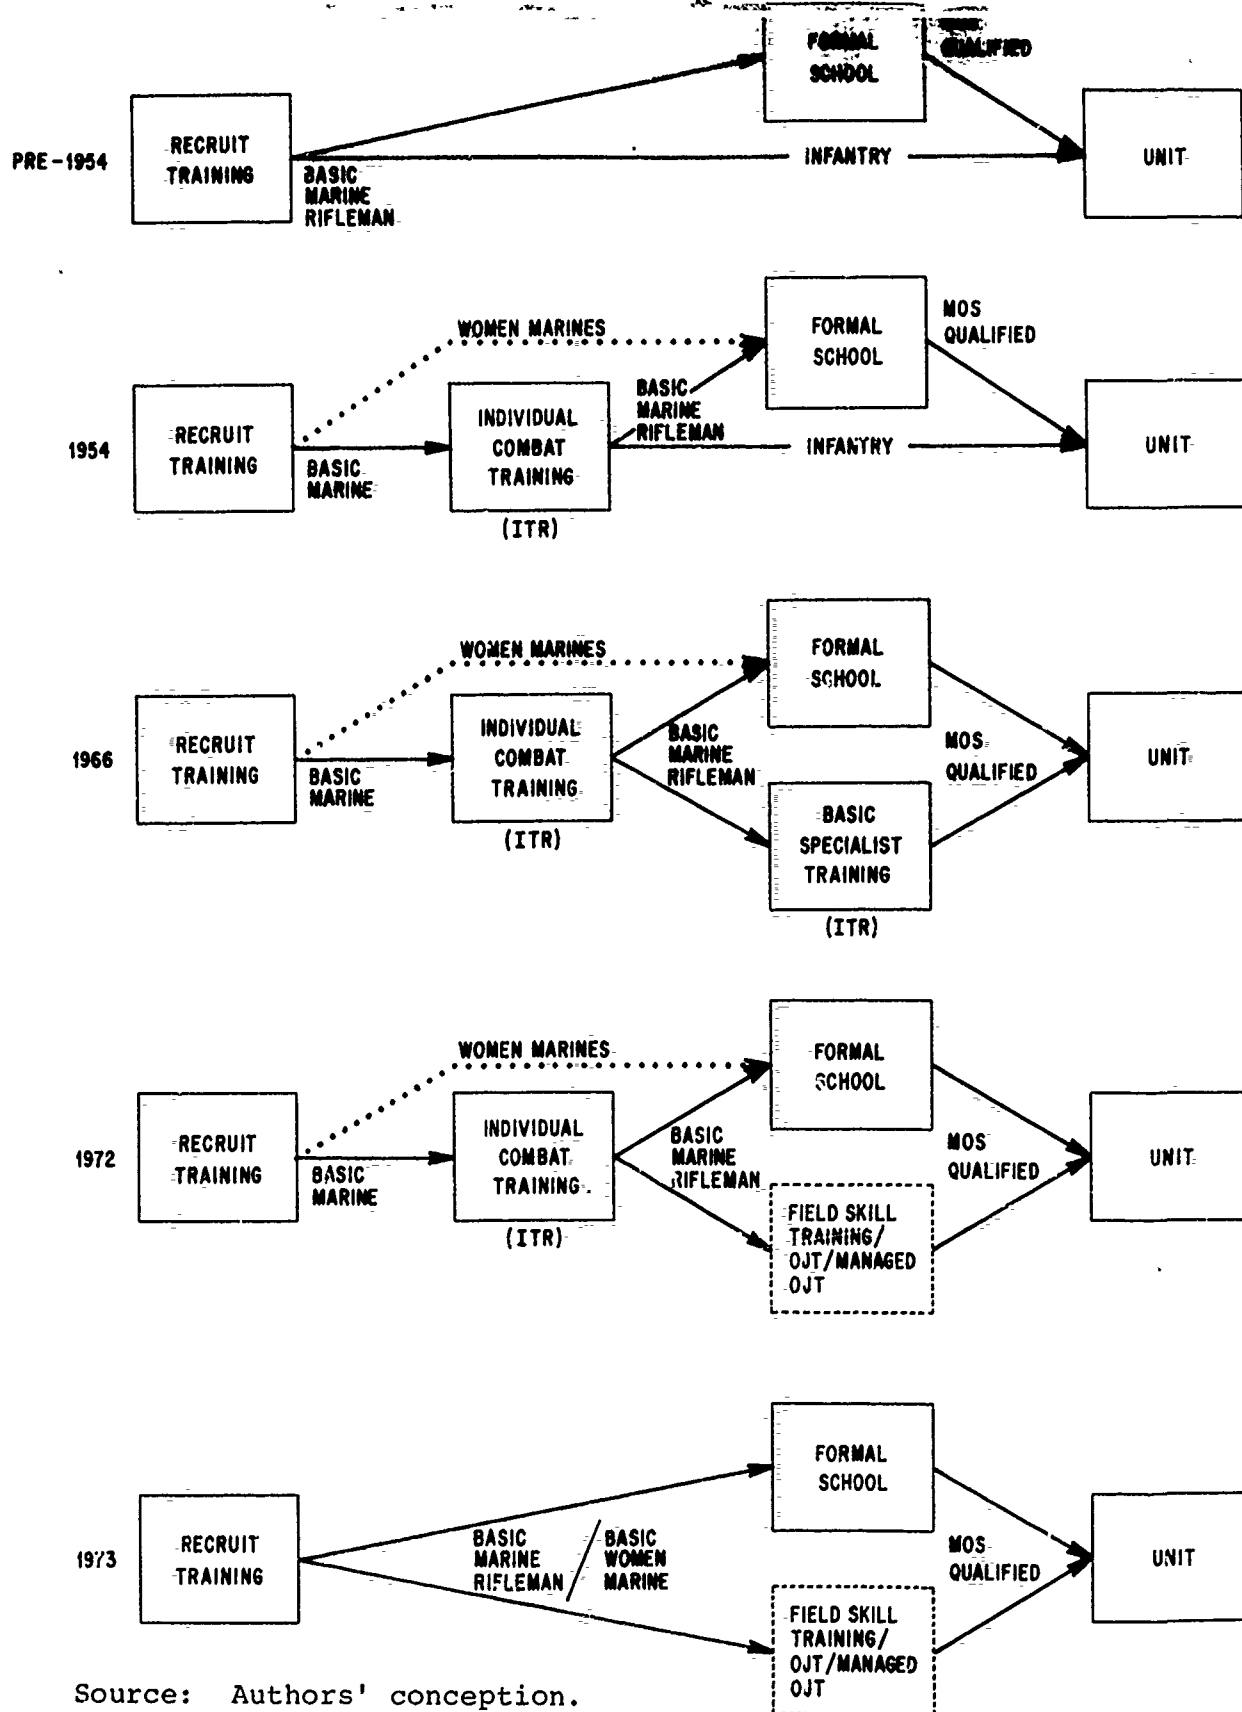 FORMAL
SCHOOL
QUALIFIED
PRE-1954
RECRUIT
TRAINING
BASIC
MARINE
RIFLEMAN
INFANTRY
UNIT
1954
RECRUIT
TRAINING
WOMEN MARINES
BASIC
MARINE
INDIVIDUAL
COMBAT
TRAINING
(ITR)
BASIC
MARINE
RIFLEMAN
FORMAL
SCHOOL
MOS
QUALIFIED
INFANTRY
UNIT
1966
RECRUIT
TRAINING
WOMEN MARINES
BASIC
MARINE
INDIVIDUAL
COMBAT
TRAINING
(ITR)
BASIC
MARINE
RIFLEMAN
FORMAL
SCHOOL
BASIC
SPECIALIST
TRAINING
(ITR)
MOS
QUALIFIED
UNIT
1972
RECRUIT
TRAINING
WOMEN MARINES
BASIC
MARINE
INDIVIDUAL
COMBAT
TRAINING
(ITR)
BASIC
MARINE
RIFLEMAN
FORMAL
SCHOOL
FIELD SKILL
TRAINING/
OJT/MANAGED
OJT
MOS
QUALIFIED
UNIT
1973
RECRUIT
TRAINING
BASIC
MARINE
RIFLEMAN
/
BASIC
WOMEN
MARINE
FORMAL
SCHOOL
FIELD SKILL
TRAINING/
OJT/MANAGED
OJT
MOS
QUALIFIED
UNIT
Source: Authors' conception.